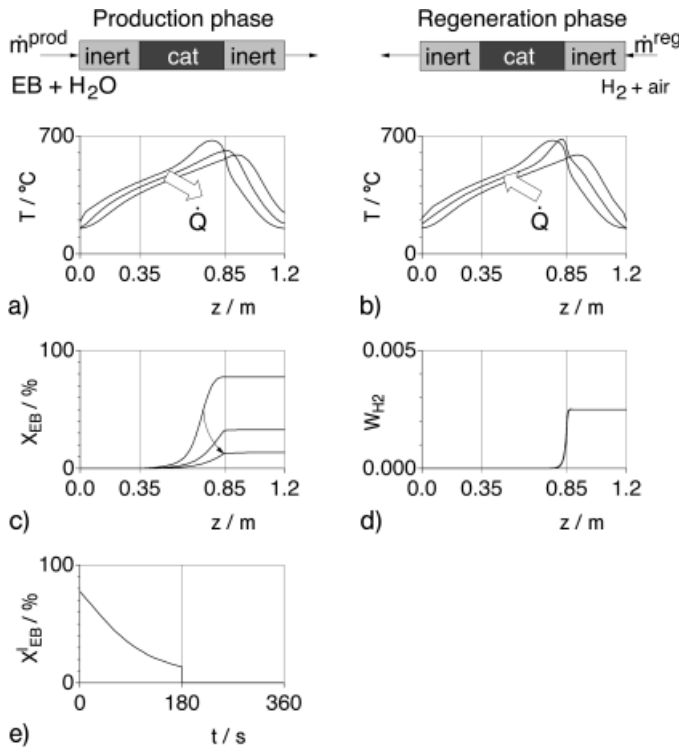 Production phase
ṁprod
inert cat inert
EB + H2O
Regeneration phase
inert cat inert
ṁreg
H2 + air
700
T / °C
0
Q̇
0.0 0.35 0.85 1.2
z / m
a)
700
T / °C
0
Q̇
0.0 0.35 0.85 1.2
z / m
b)
100
XEB / %
0
0.0 0.35 0.85 1.2
z / m
c)
0.005
WH2
0.000
0.0 0.35 0.85 1.2
z / m
d)
100
XIEB / %
0
0 180 360
t / s
e)